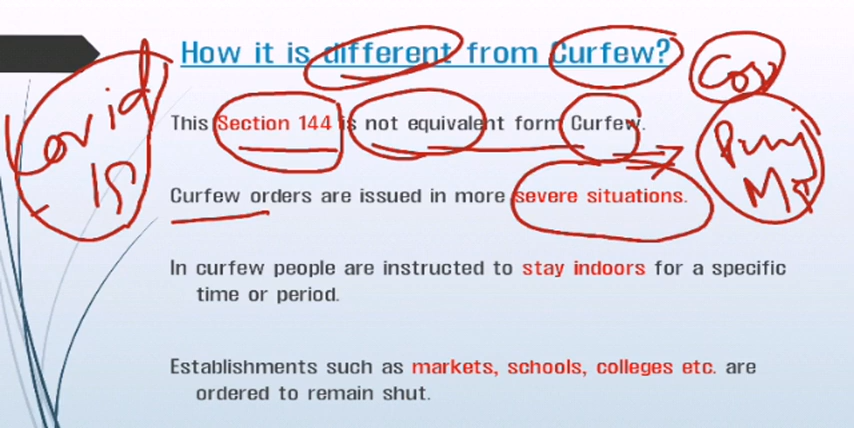 How it is different from Curfew?
This Section 144 is not equivalent form Curfew.
Curfew orders are issued in more severe situations.
In curfew people are instructed to stay indoors for a specific
time or period.
Establishments such as markets, schools, colleges etc. are
ordered to remain shut.
Covid